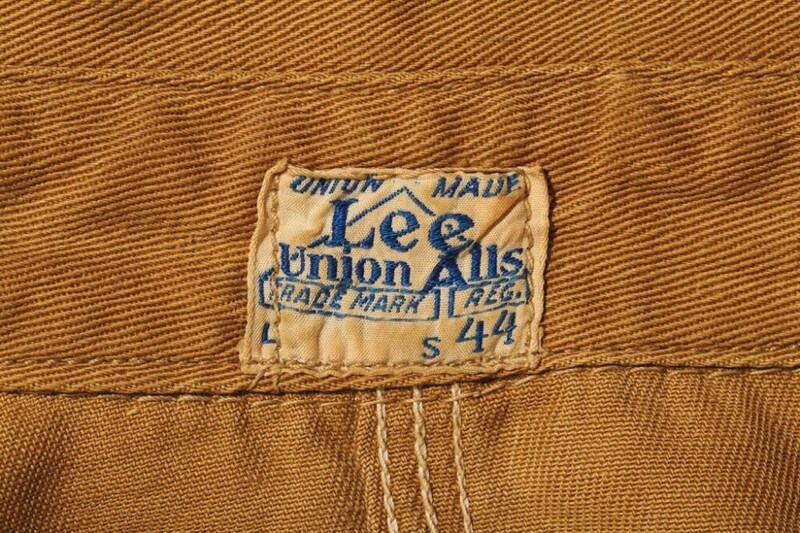 UNION MADE
Lee
Union Alls
TRADE MARK REG.
L S 44